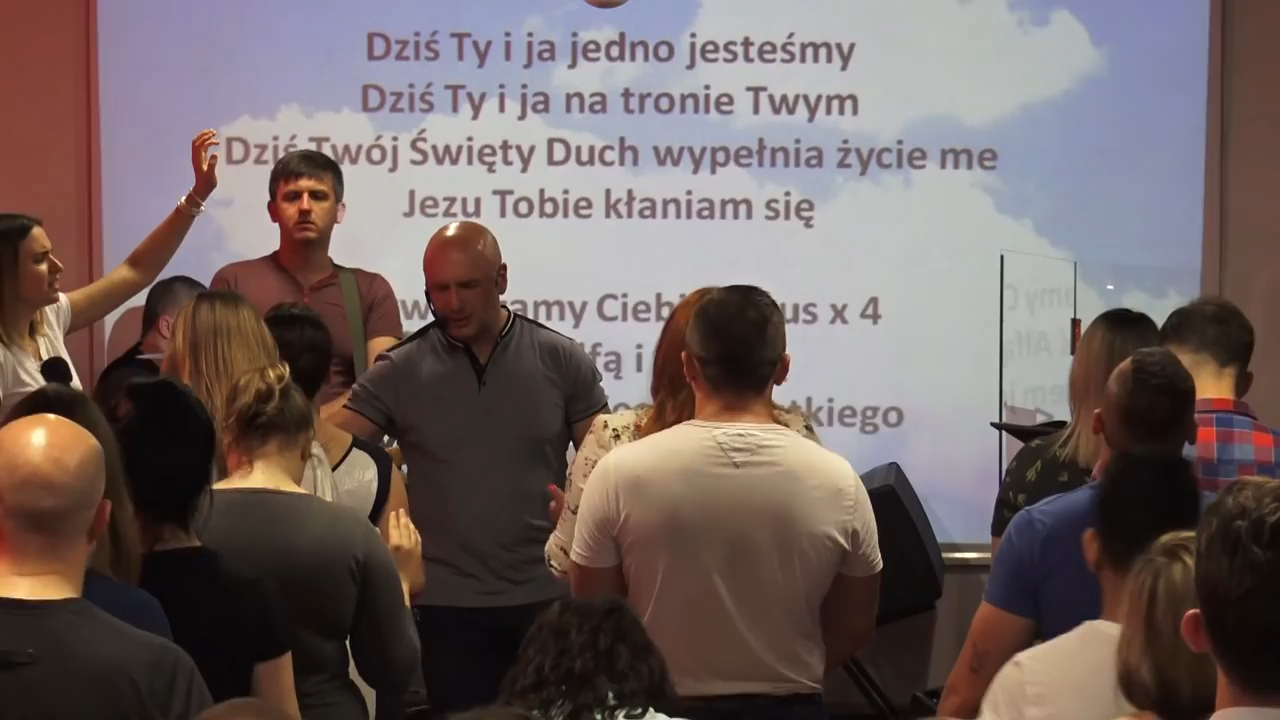 Dziś Ty i ja jedno jesteśmy
Dziś Ty i ja na tronie Twym
Dziś Twój Święty Duch wypełnia życie me
Jezu Tobie kłaniam się
x 4
i